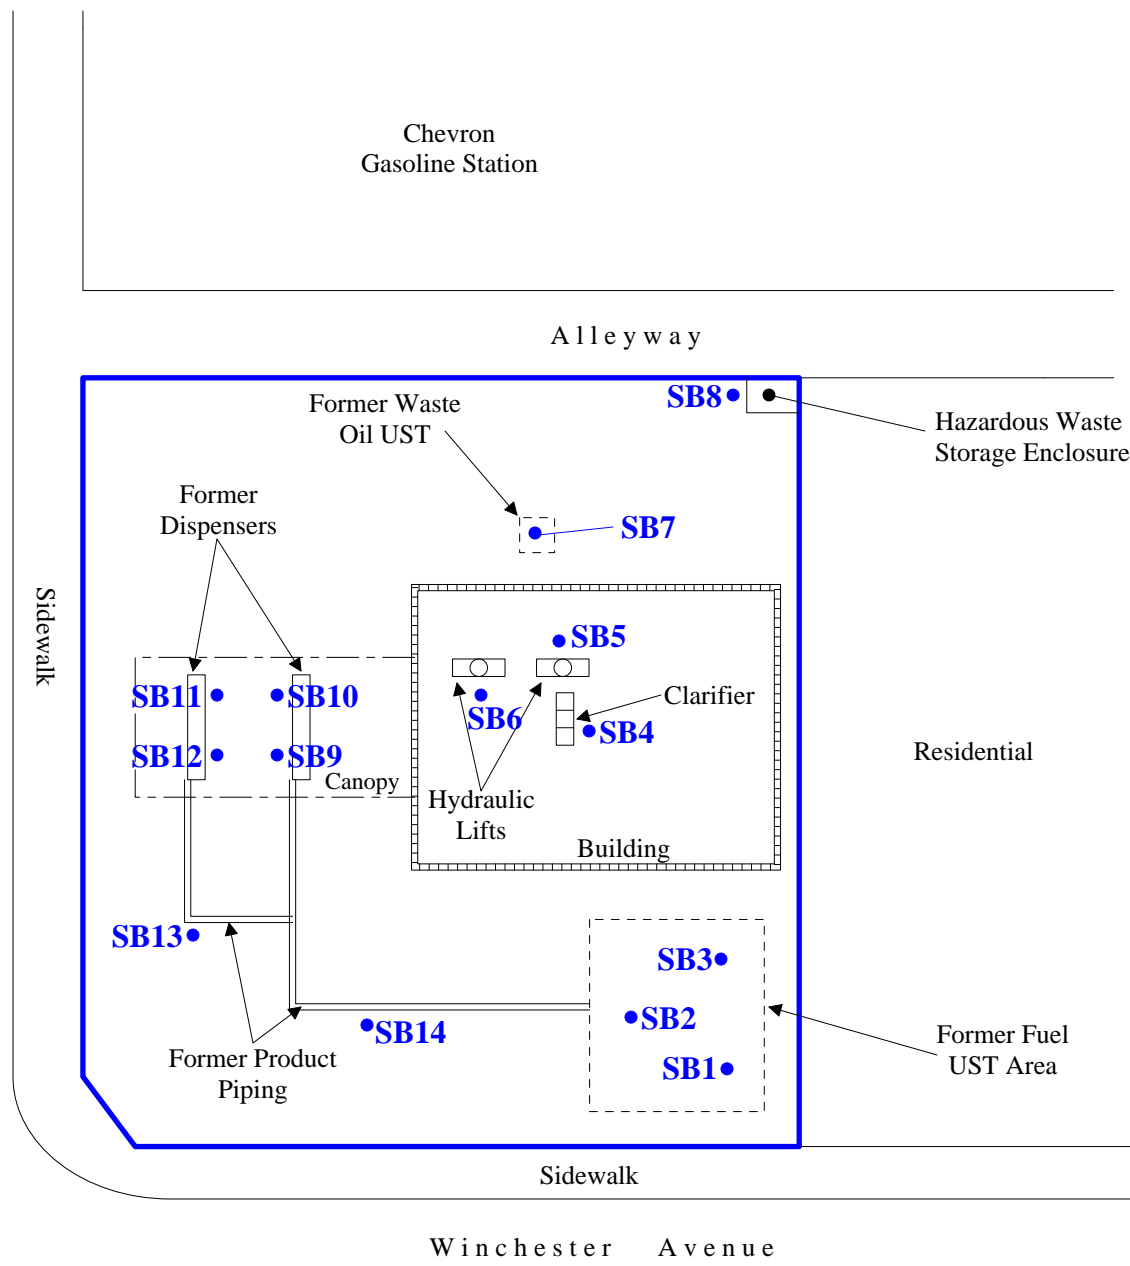 Chevron
Gasoline Station
Alleyway
SB8
Former Waste
Oil UST
Hazardous Waste
Storage Enclosure
Former
Dispensers
SB7
Sidewalk
SB5
SB11
SB10
SB6
Clarifier
SB4
SB12
SB9
Residential
Canopy
Hydraulic
Lifts
Building
SB13
SB3
SB2
SB14
Former Product
Piping
SB1
Former Fuel
UST Area
Sidewalk
Winchester Avenue